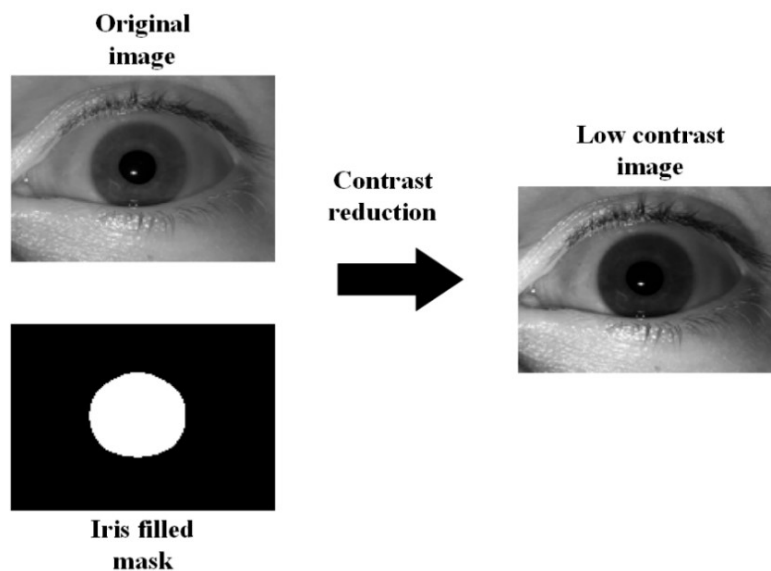 Original
image
Low contrast
image
Contrast
reduction
Iris filled
mask